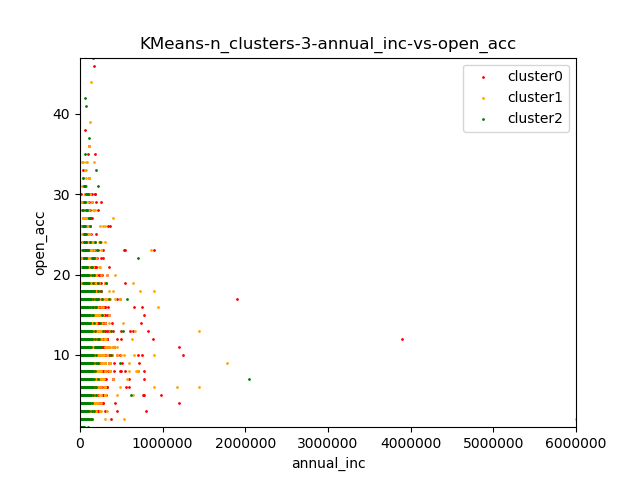 KMeans-n_clusters-3-annual_inc-vs-open_acc
cluster0
cluster1
cluster2
40
30
20
10
open_acc
0 1000000 2000000 3000000 4000000 5000000 6000000
annual_inc